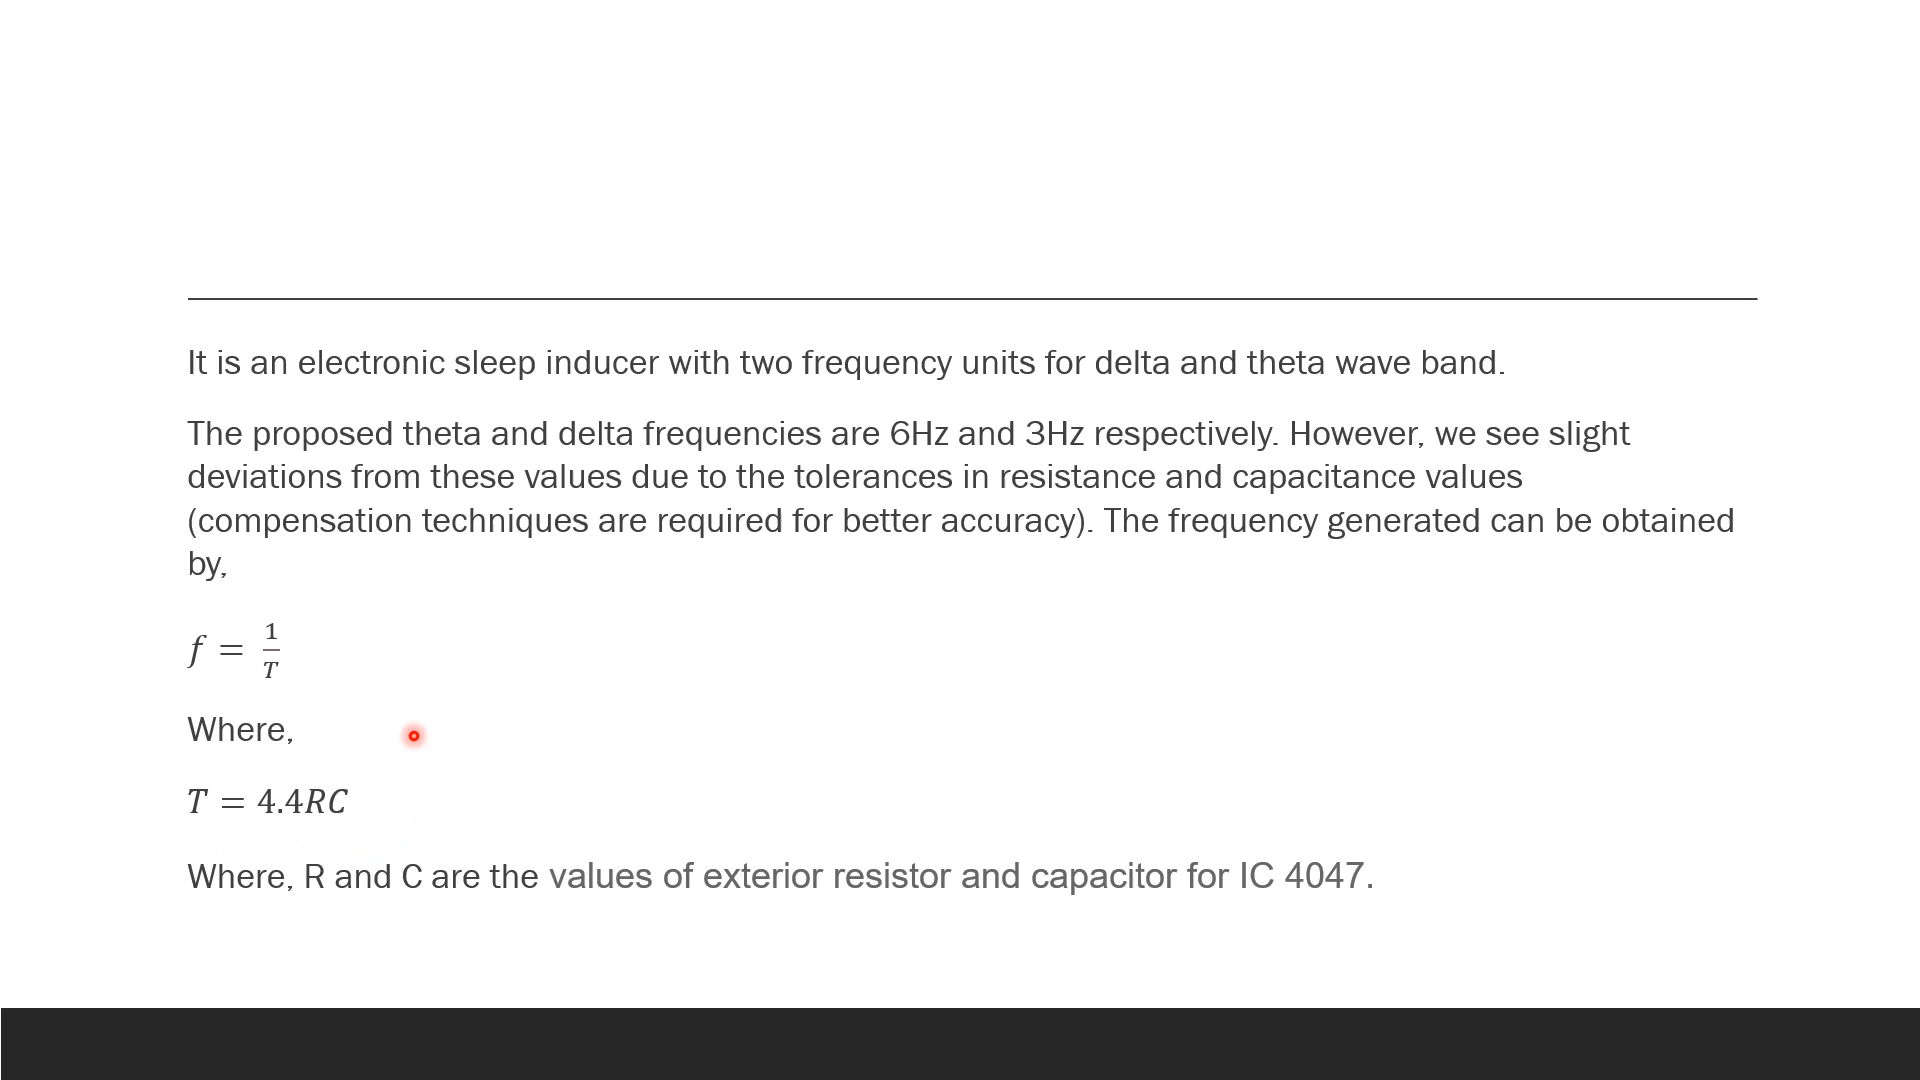 It is an electronic sleep inducer with two frequency units for delta and theta wave band.
The proposed theta and delta frequencies are 6Hz and 3Hz respectively. However, we see slight
deviations from these values due to the tolerances in resistance and capacitance values
(compensation techniques are required for better accuracy). The frequency generated can be obtained
by,
f = 1/T
Where,
T = 4.4RC
Where, R and C are the values of exterior resistor and capacitor for IC 4047.